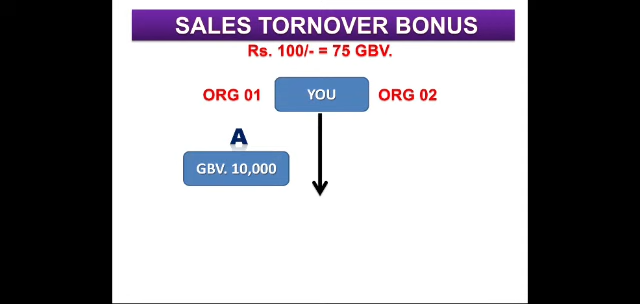 SALES TORNOVER BONUS
Rs. 100/- = 75 GBV.
ORG 01 YOU ORG 02
A
GBV. 10,000